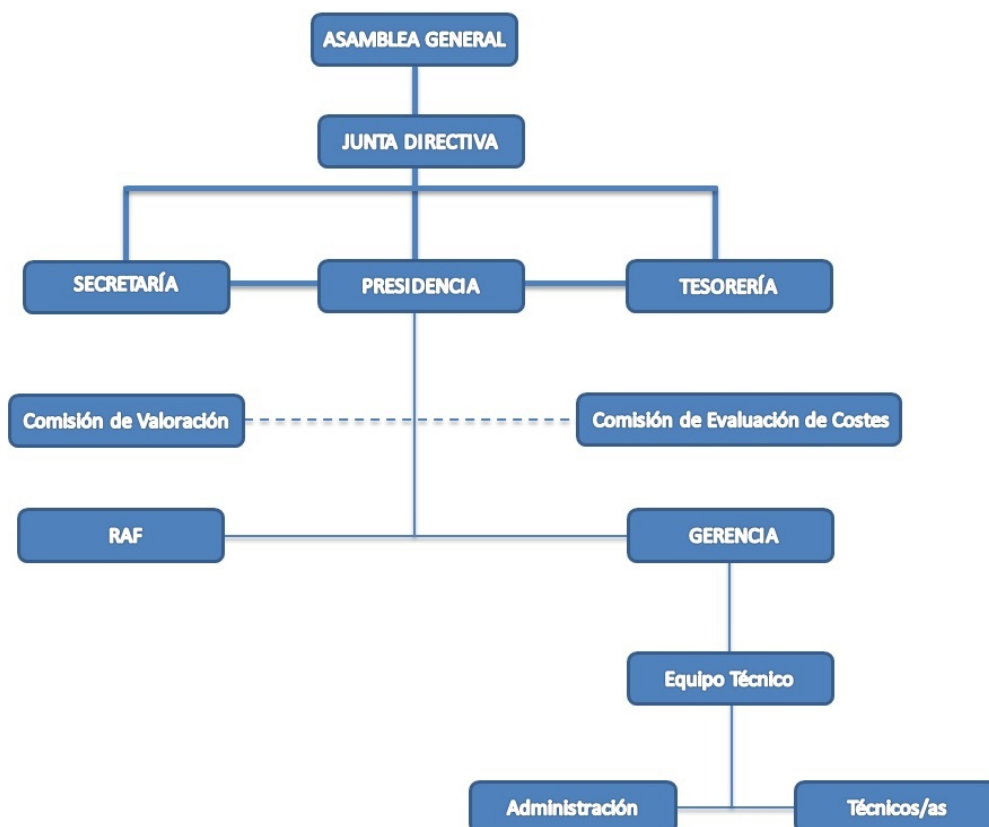 ASAMBLEA GENERAL
JUNTA DIRECTIVA
SECRETARÍA
PRESIDENCIA
TESORERÍA
Comisión de Valoración
Comisión de Evaluación de Costes
RAF
GERENCIA
Equipo Técnico
Administración
Técnicos/as